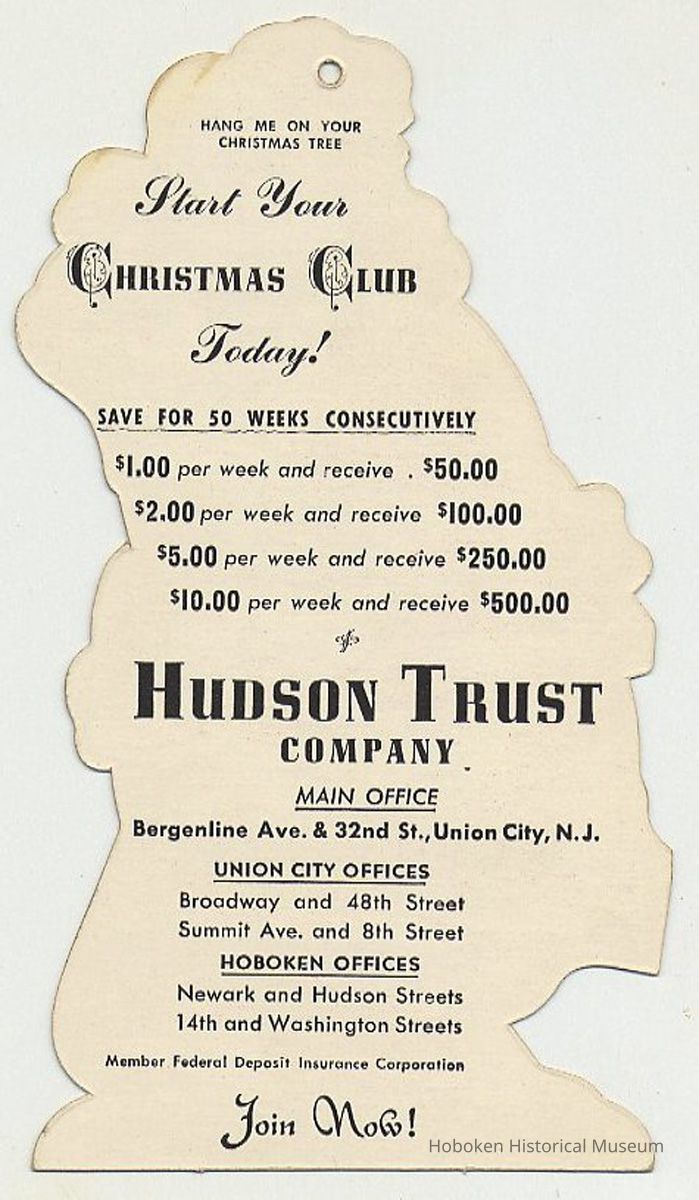 HANG ME ON YOUR
CHRISTMAS TREE
Start Your
CHRISTMAS CLUB
Today!
SAVE FOR 50 WEEKS CONSECUTIVELY
$1.00 per week and receive . $50.00
$2.00 per week and receive $100.00
$5.00 per week and receive $250.00
$10.00 per week and receive $500.00
HUDSON TRUST
COMPANY
MAIN OFFICE
Bergenline Ave. & 32nd St., Union City, N.J.
UNION CITY OFFICES
Broadway and 48th Street
Summit Ave. and 8th Street
HOBOKEN OFFICES
Newark and Hudson Streets
14th and Washington Streets
Member Federal Deposit Insurance Corporation
Join Now!
Hoboken Historical Museum